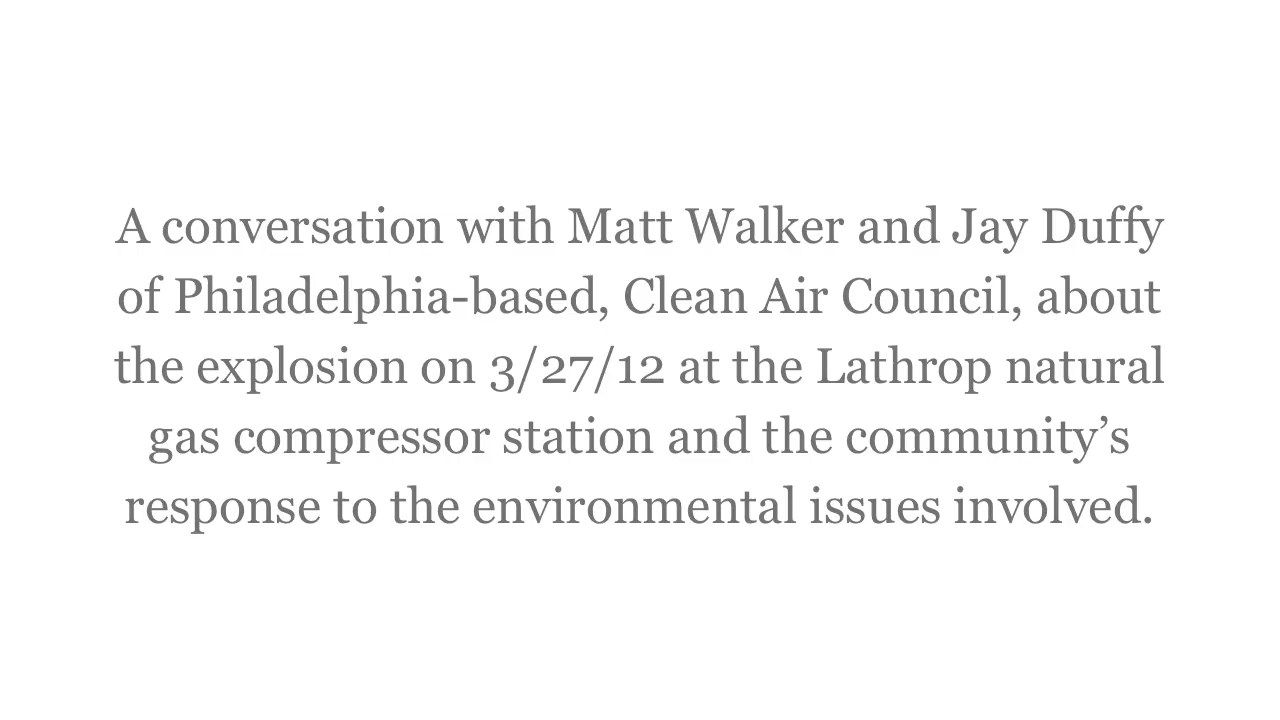 A conversation with Matt Walker and Jay Duffy
of Philadelphia-based, Clean Air Council, about
the explosion on 3/27/12 at the Lathrop natural
gas compressor station and the community’s
response to the environmental issues involved.